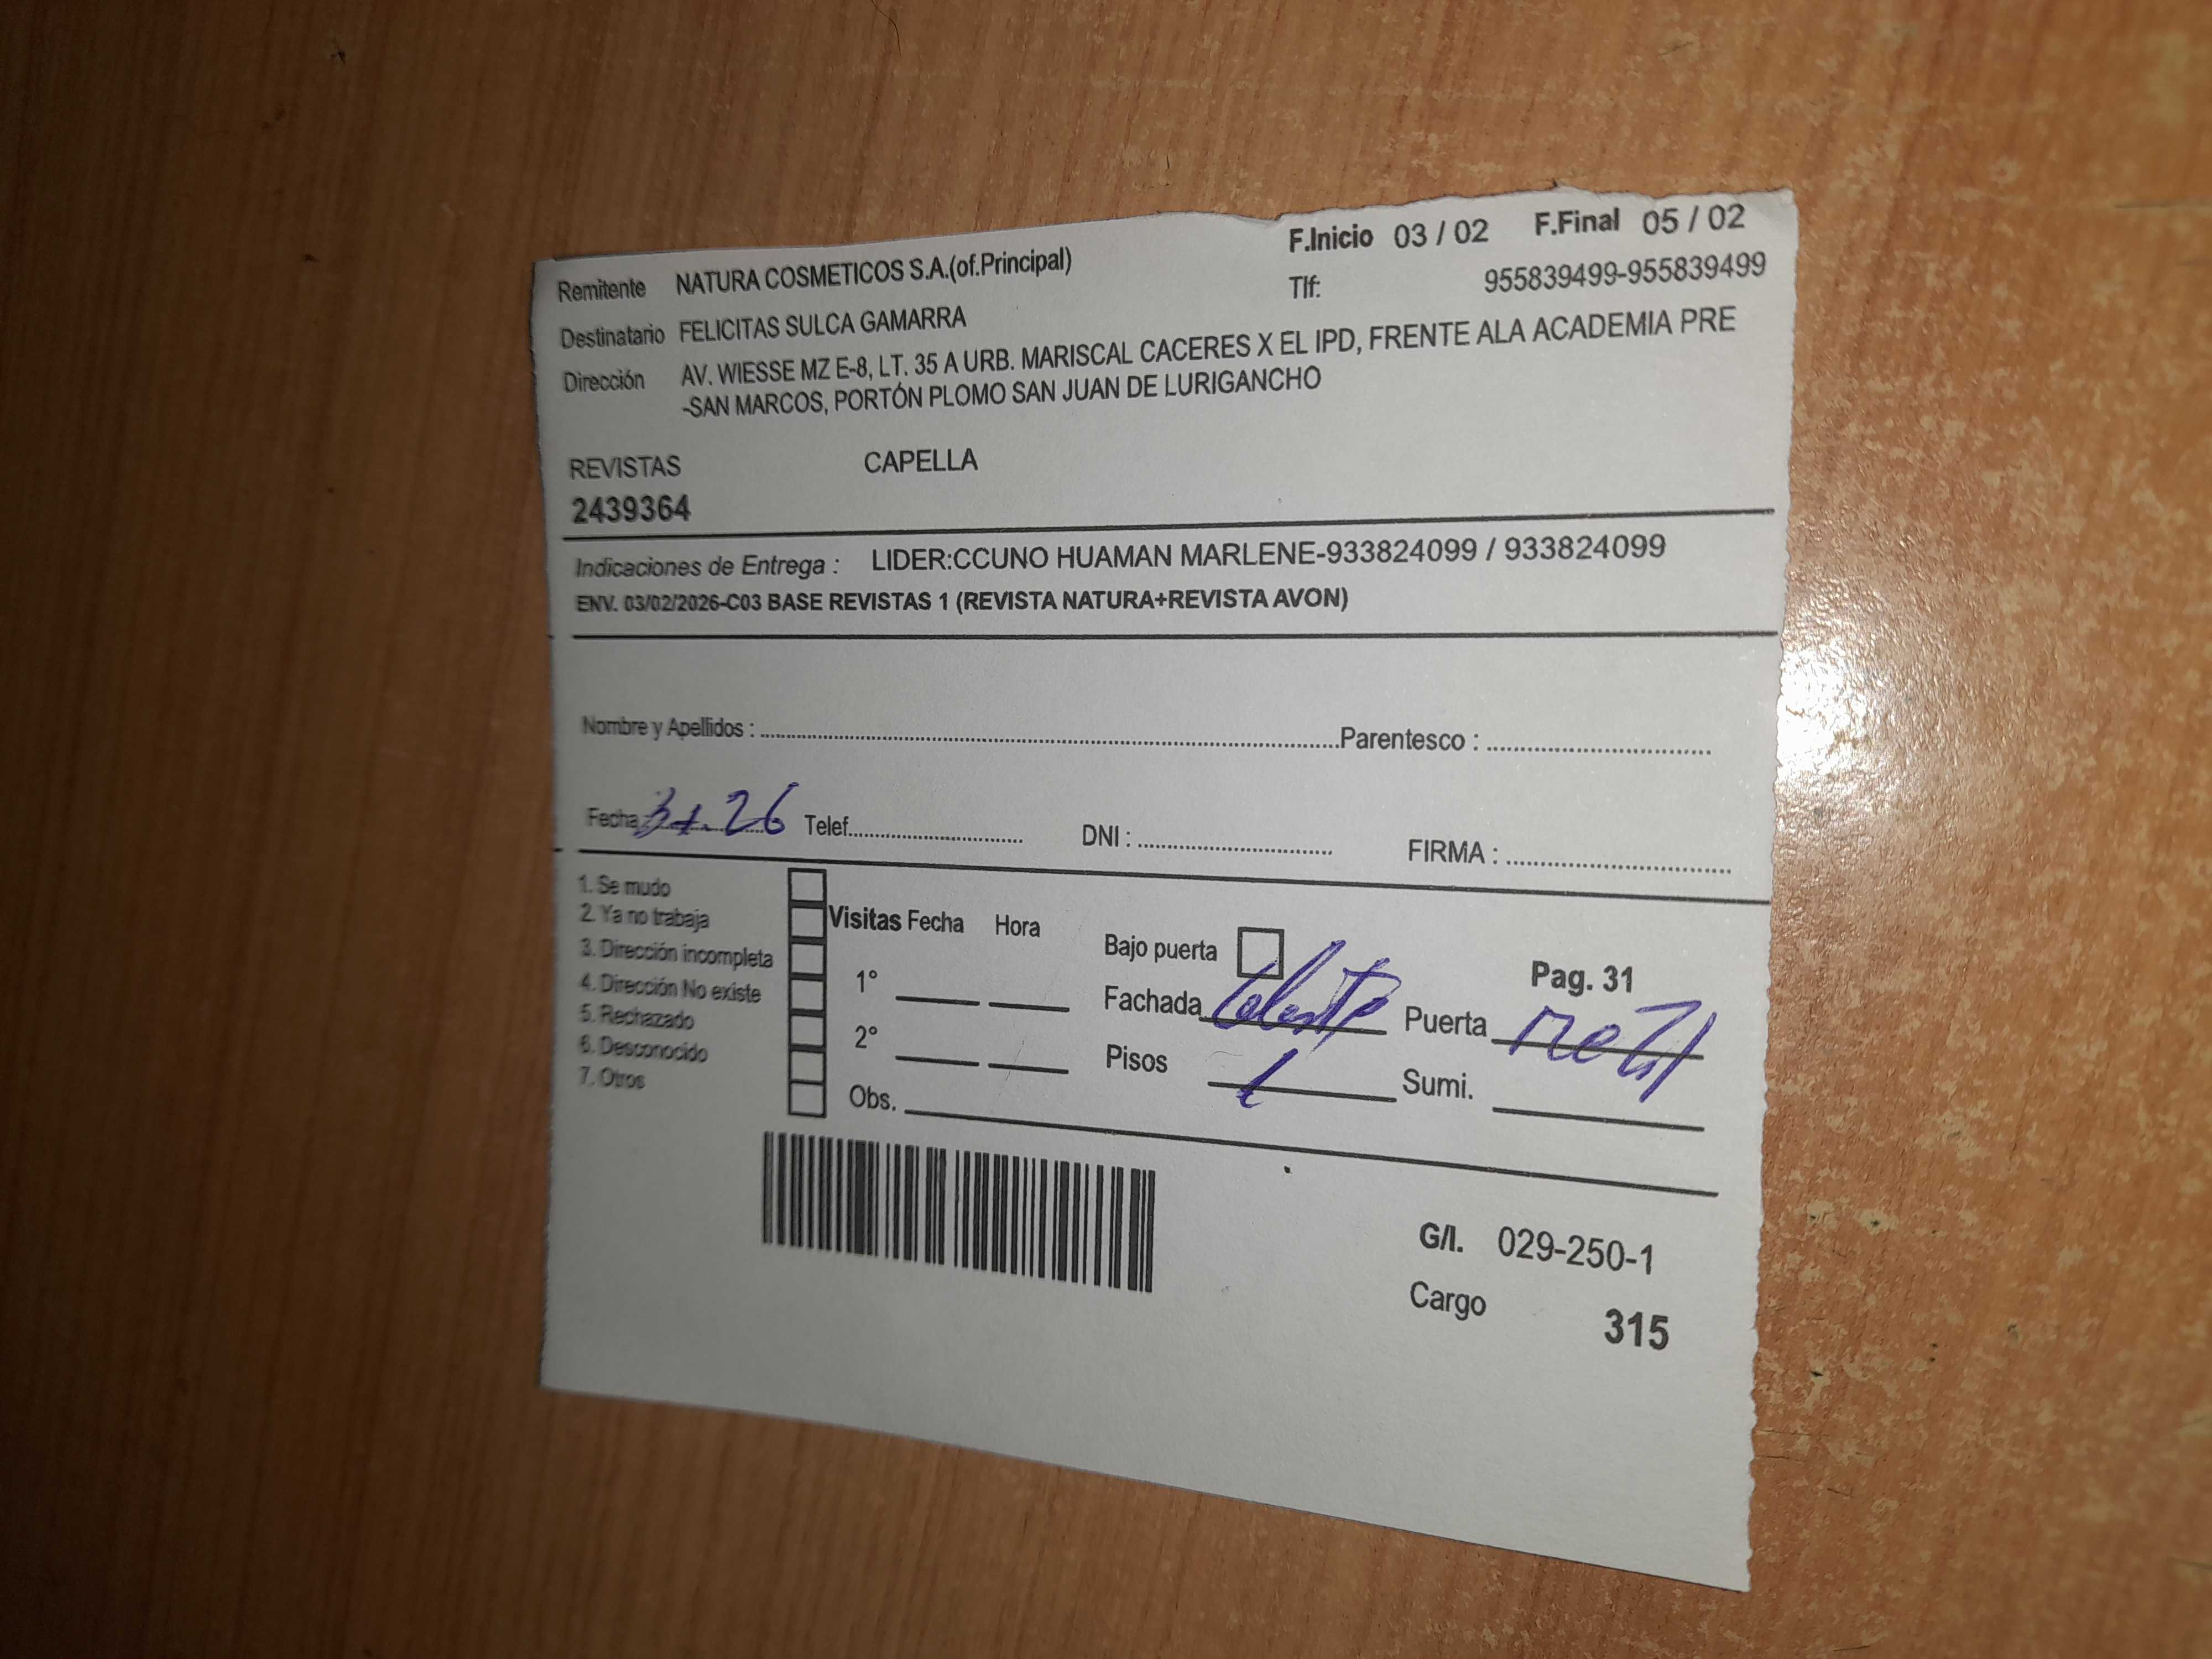 F.Inicio 03 / 02 F.Final 05 / 02
Remitente NATURA COSMETICOS S.A.(of.Principal) Tlf: 955839499-955839499
Destinatario FELICITAS SULCA GAMARRA
Dirección AV. WIESSE MZ E-8, LT. 35 A URB. MARISCAL CACERES X EL IPD, FRENTE ALA ACADEMIA PRE
-SAN MARCOS, PORTÓN PLOMO SAN JUAN DE LURIGANCHO
REVISTAS CAPELLA
2439364
Indicaciones de Entrega : LIDER:CCUNO HUAMAN MARLENE-933824099 / 933824099
ENV. 03/02/2026-C03 BASE REVISTAS 1 (REVISTA NATURA+REVISTA AVON)
Nombre y Apellidos : Parentesco :
Fecha 26 Telef. DNI : FIRMA :
1. Se mudo
2. Ya no trabaja
3. Dirección incompleta
4. Dirección No existe
5. Rechazado
6. Desconocido
7. Otros
Visitas Fecha Hora
1°
2°
Obs.
Bajo puerta Pag. 31
Fachada Celeste Puerta
Pisos 1 Sumi.
G/I. 029-250-1
Cargo 315